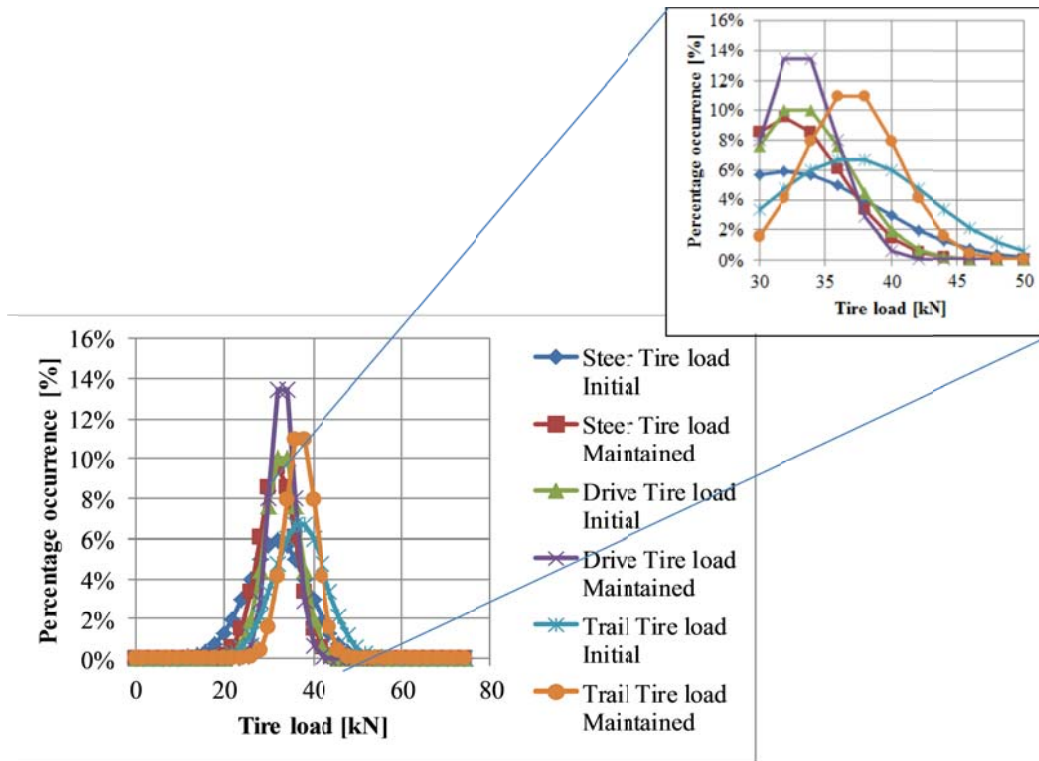 16%
14%
12%
10%
8%
6%
4%
2%
0%
Percentage occurrence [%]
30 35 40 45 50
Tire load [kN]
16%
14%
12%
10%
8%
6%
4%
2%
0%
Percentage occurrence [%]
0 20 40 60 80
Tire load [kN]
Steer Tire load
Initial
Steer Tire load
Maintained
Drive Tire load
Initial
Drive Tire load
Maintained
Trail Tire load
Initial
Trail Tire load
Maintained